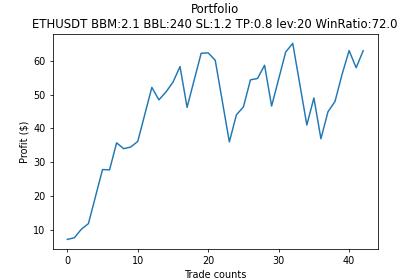 Portfolio
ETHUSDT BBM:2.1 BBL:240 SL:1.2 TP:0.8 lev:20 WinRatio:72.0
60
50
40
30
20
10
Profit ($)
0 10 20 30 40
Trade counts